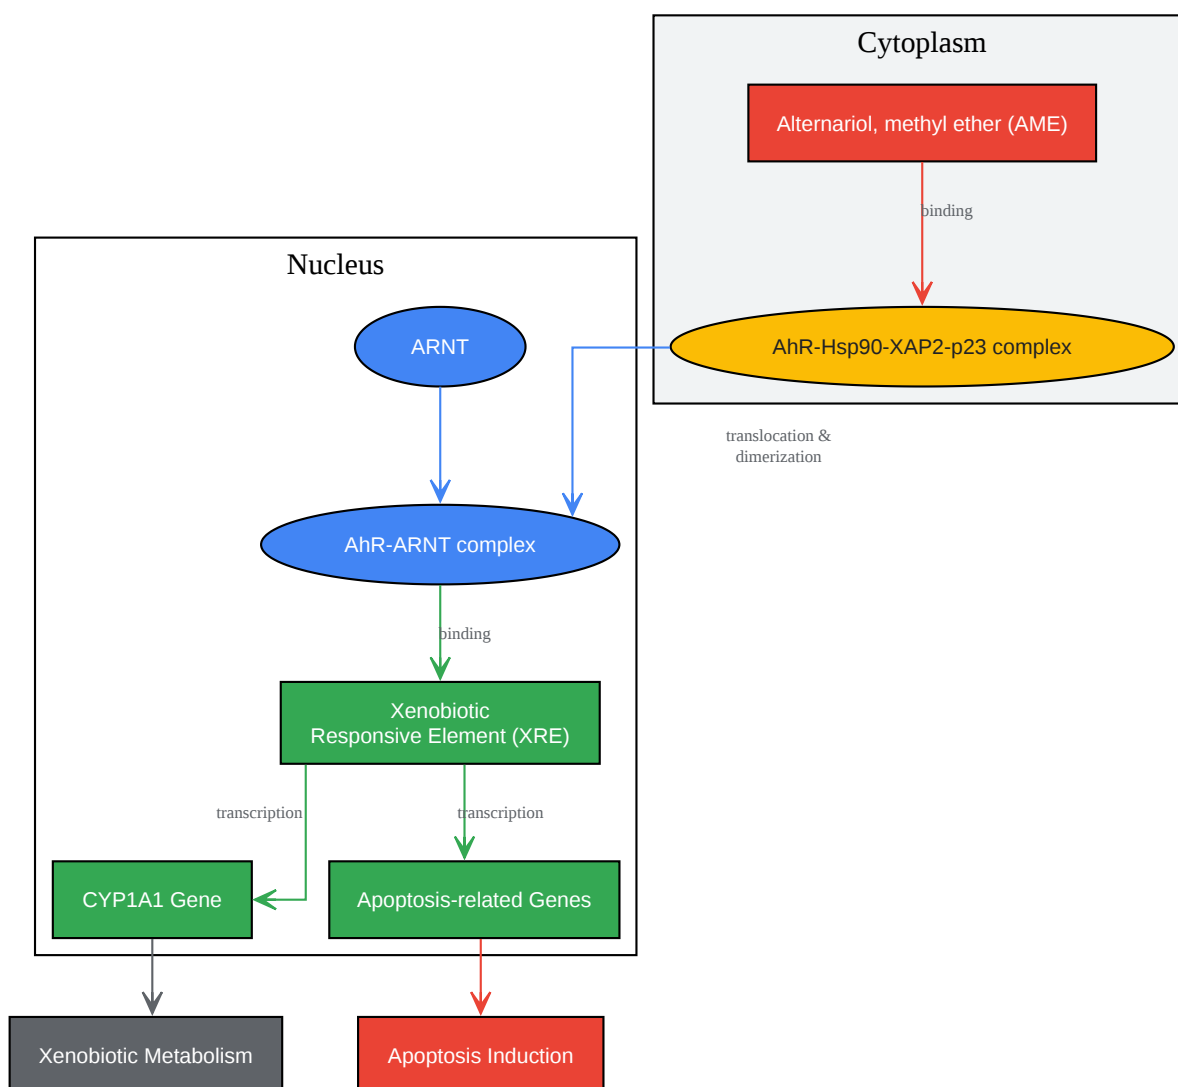 Cytoplasm
Alternariol, methyl ether (AME)
binding
Nucleus
ARNT
AhR-Hsp90-XAP2-p23 complex
translocation &
dimerization
AhR-ARNT complex
binding
Xenobiotic
Responsive Element (XRE)
transcription
transcription
CYP1A1 Gene
Apoptosis-related Genes
Xenobiotic Metabolism
Apoptosis Induction